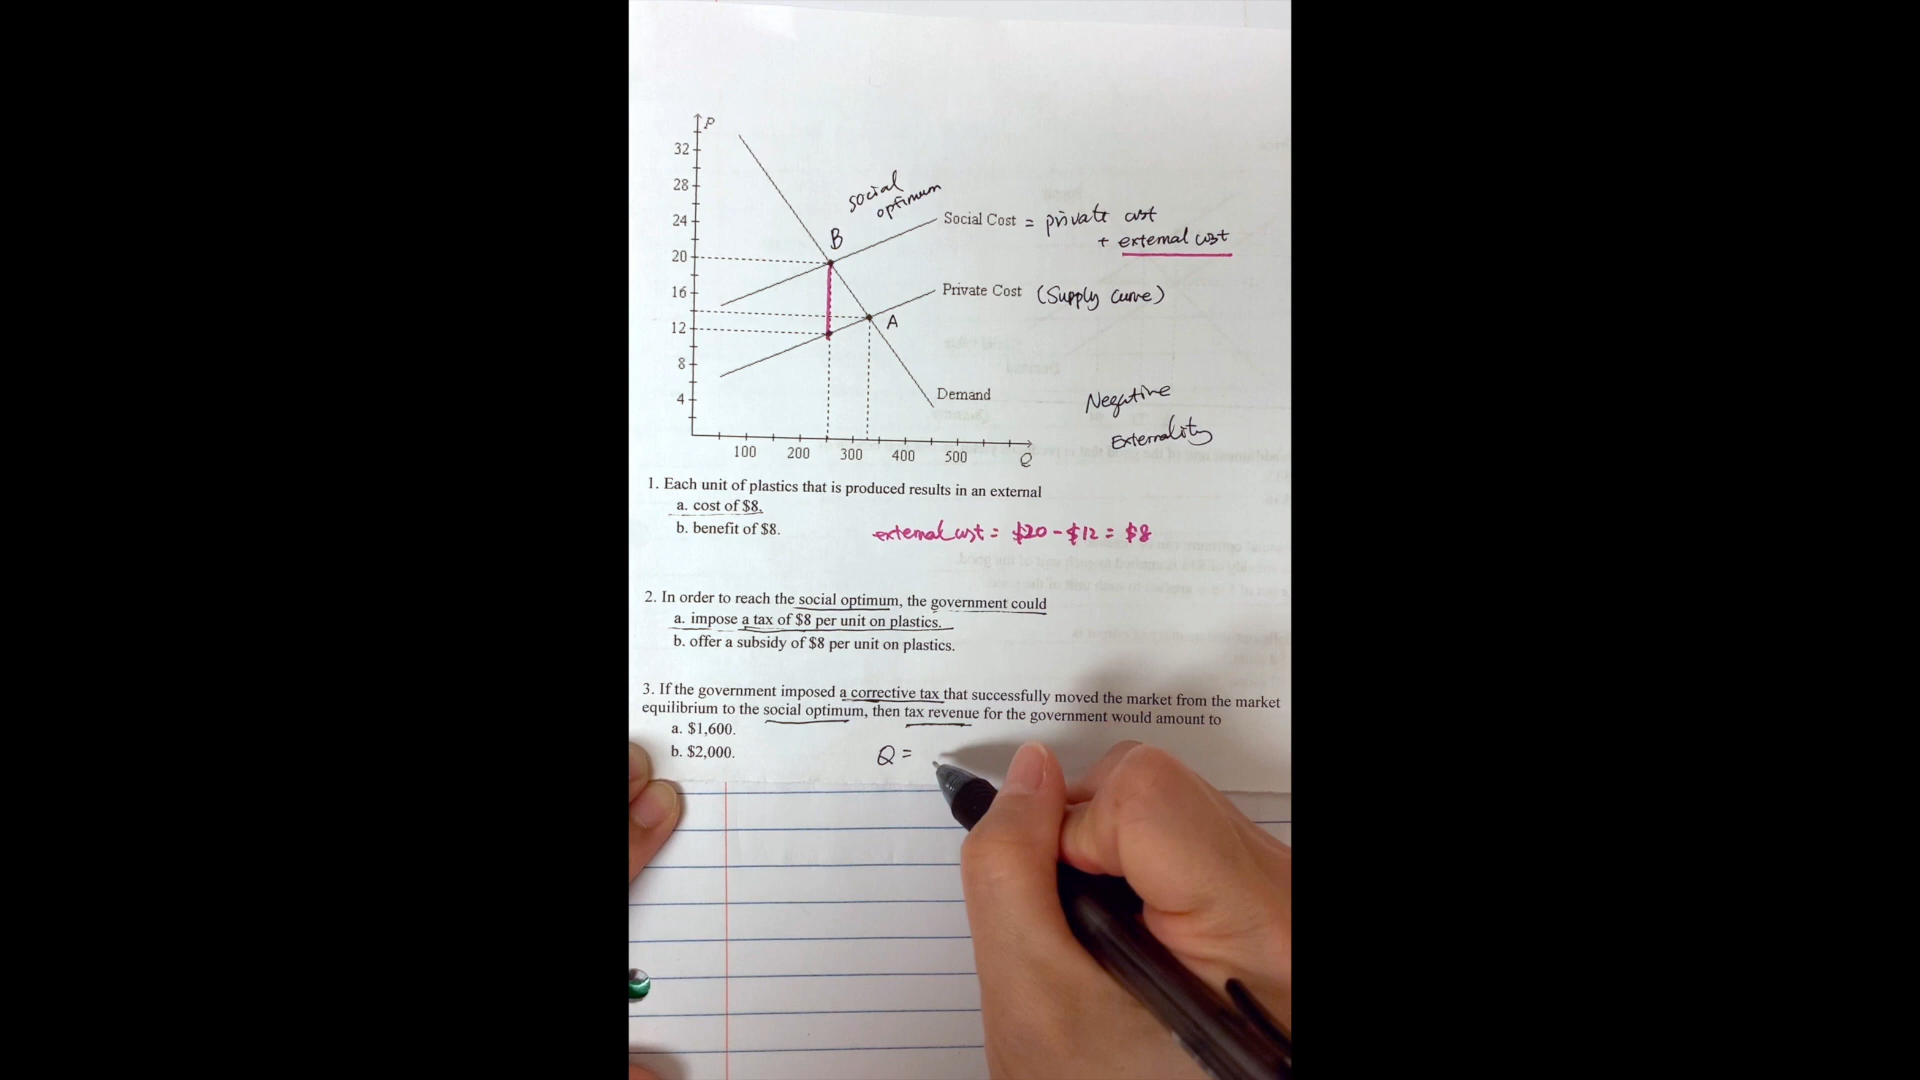 P
32
28
24
20
16
12
8
4
100 200 300 400 500 Q
social
optimum
B
Social Cost = private cost
+ external cost
Private Cost (Supply curve)
A
Demand
Negative
Externality
1. Each unit of plastics that is produced results in an external
a. cost of $8.
b. benefit of $8.
external cost = $20 - $12 = $8
2. In order to reach the social optimum, the government could
a. impose a tax of $8 per unit on plastics.
b. offer a subsidy of $8 per unit on plastics.
3. If the government imposed a corrective tax that successfully moved the market from the market
equilibrium to the social optimum, then tax revenue for the government would amount to
a. $1,600.
b. $2,000.
Q =